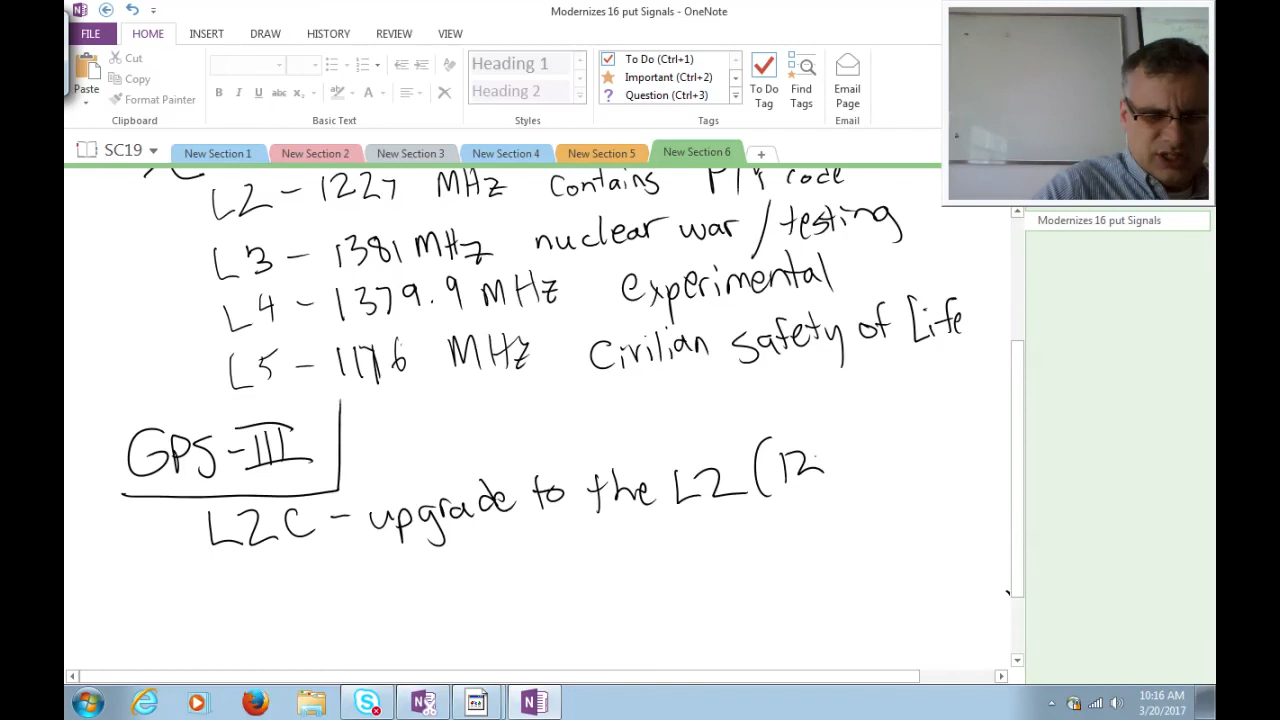 Modernizes 16 put Signals - OneNote
FILE HOME INSERT DRAW HISTORY REVIEW VIEW
Cut
Copy
Format Painter
Paste
Clipboard
B I U abc x₂ A
Basic Text
Heading 1
Heading 2
Styles
To Do (Ctrl+1)
Important (Ctrl+2)
? Question (Ctrl+3)
Tags
To Do Tag
Find Tags
Email Page
Email
SC19 New Section 1 New Section 2 New Section 3 New Section 4 New Section 5 New Section 6 +
Modernizes 16 put Signals
L2 - 1227 MHz Contains P/Y code
L3 - 1381 MHz nuclear war / testing
L4 - 1379.9 MHz experimental
L5 - 1176 MHz Civilian safety of Life
GPS-III
L2C - upgrade to the L2 (12
10:16 AM
3/20/2017